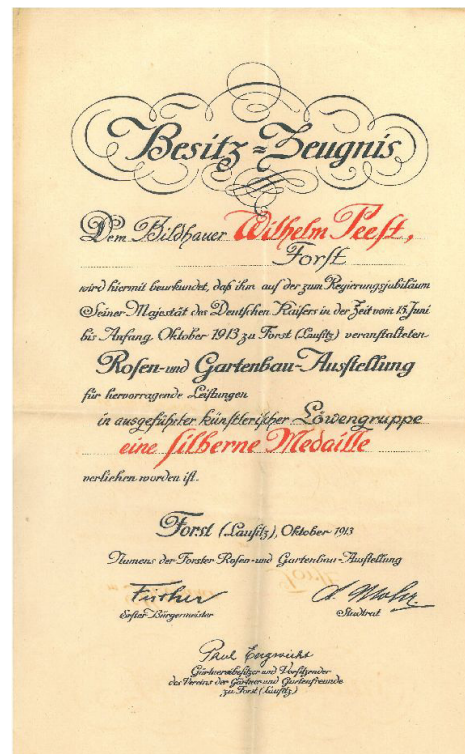 Besitz=Zeugnis
Dem Bildhauer Wilhelm Peest,
Forst
wird hiermit beurkundet, daß ihm auf der zum Regierungsjubiläum
Seiner Majestät des Deutschen Kaisers in der Zeit vom 15. Juni
bis Anfang Oktober 1913 zu Forst (Lausitz) veranstalteten
Rosen- und Gartenbau-Ausstellung
für hervorragende Leistungen
in ausgeführter künstlerischer Löwengruppe
eine silberne Medaille
verliehen worden ist.
Forst (Lausitz), Oktober 1913
Namens der Forster Rosen- und Gartenbau-Ausstellung
Erster Bürgermeister
Stadtrat
Paul
Gärtnereibesitzer und Vorsitzender
des Vereins der Gärtner und Gartenfreunde
zu Forst (Lausitz)